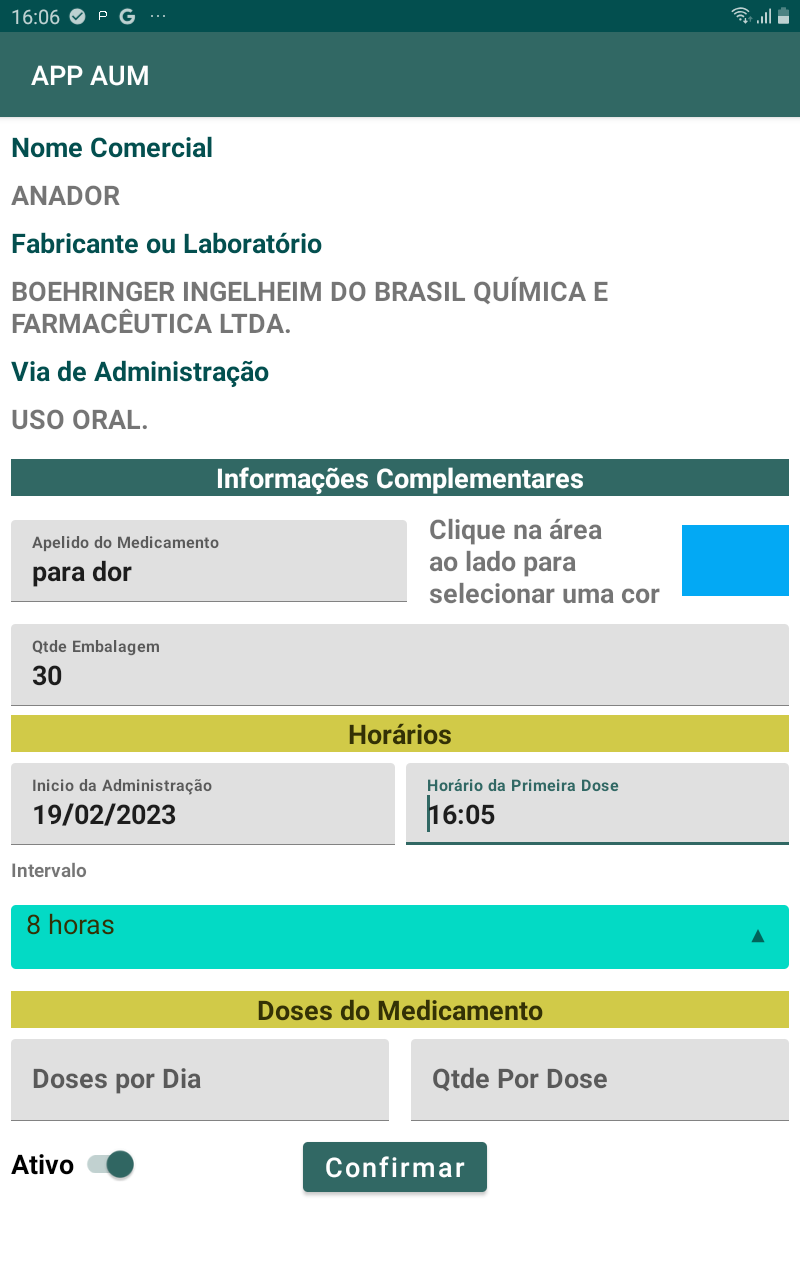 16:06
APP AUM
Nome Comercial
ANADOR
Fabricante ou Laboratório
BOEHRINGER INGELHEIM DO BRASIL QUÍMICA E
FARMACÊUTICA LTDA.
Via de Administração
USO ORAL.
Informações Complementares
Apelido do Medicamento
para dor
Clique na área
ao lado para
selecionar uma cor
Qtde Embalagem
30
Horários
Inicio da Administração
19/02/2023
Horário da Primeira Dose
16:05
Intervalo
8 horas
Doses do Medicamento
Doses por Dia
Qtde Por Dose
Ativo
Confirmar